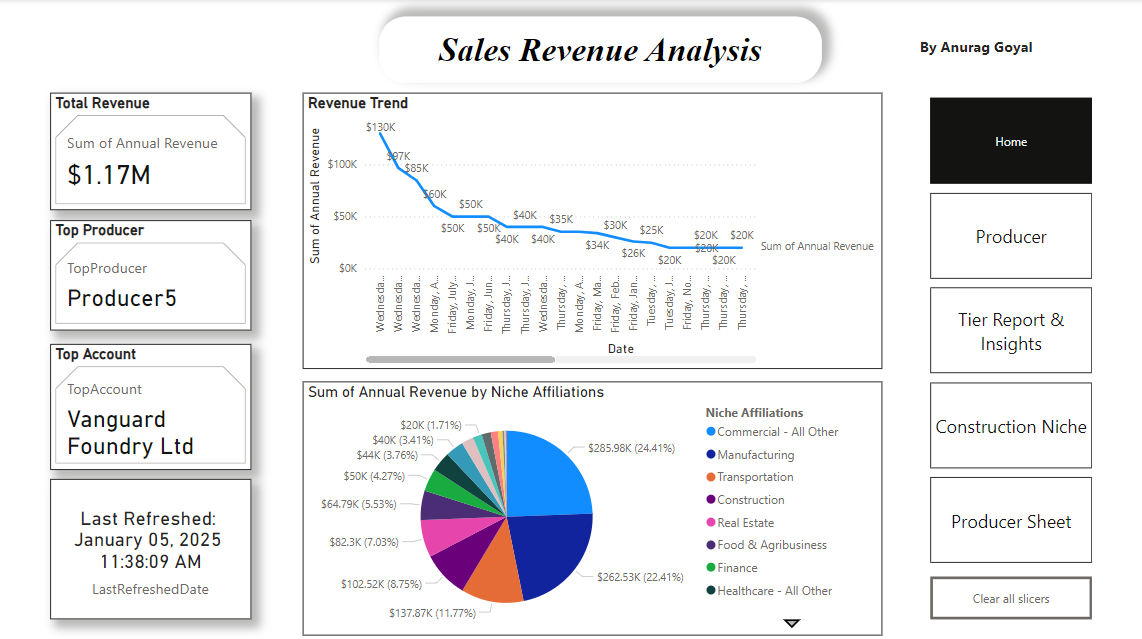 Sales Revenue Analysis
By Anurag Goyal
Total Revenue
Sum of Annual Revenue
$1.17M
Top Producer
TopProducer
Producer5
Top Account
TopAccount
Vanguard
Foundry Ltd
Last Refreshed:
January 05, 2025
11:38:09 AM
LastRefreshedDate
Revenue Trend
Sum of Annual Revenue
$100K
$50K
$0K
$130K
$97K
$85K
$60K
$50K
$50K
$50K
$40K
$40K
$40K
$35K
$34K
$30K
$26K
$25K
$20K
$20K
$20K
$20K
$20K
Sum of Annual Revenue
Wednesda...
Wednesda...
Wednesda...
Monday, A...
Friday, July...
Monday, J...
Friday, Jun...
Thursday, J...
Thursday, J...
Wednesda...
Thursday, ...
Monday, A...
Friday, Ma...
Friday, Feb...
Friday, Jan...
Tuesday, ...
Tuesday, J...
Friday, No...
Thursday, ...
Thursday, ...
Thursday, ...
Date
Sum of Annual Revenue by Niche Affiliations
$20K (1.71%)
$40K (3.41%)
$44K (3.76%)
$50K (4.27%)
$64.79K (5.53%)
$82.3K (7.03%)
$102.52K (8.75%)
$137.87K (11.77%)
$285.98K (24.41%)
$262.53K (22.41%)
Niche Affiliations
Commercial - All Other
Manufacturing
Transportation
Construction
Real Estate
Food & Agribusiness
Finance
Healthcare - All Other
Home
Producer
Tier Report &
Insights
Construction Niche
Producer Sheet
Clear all slicers